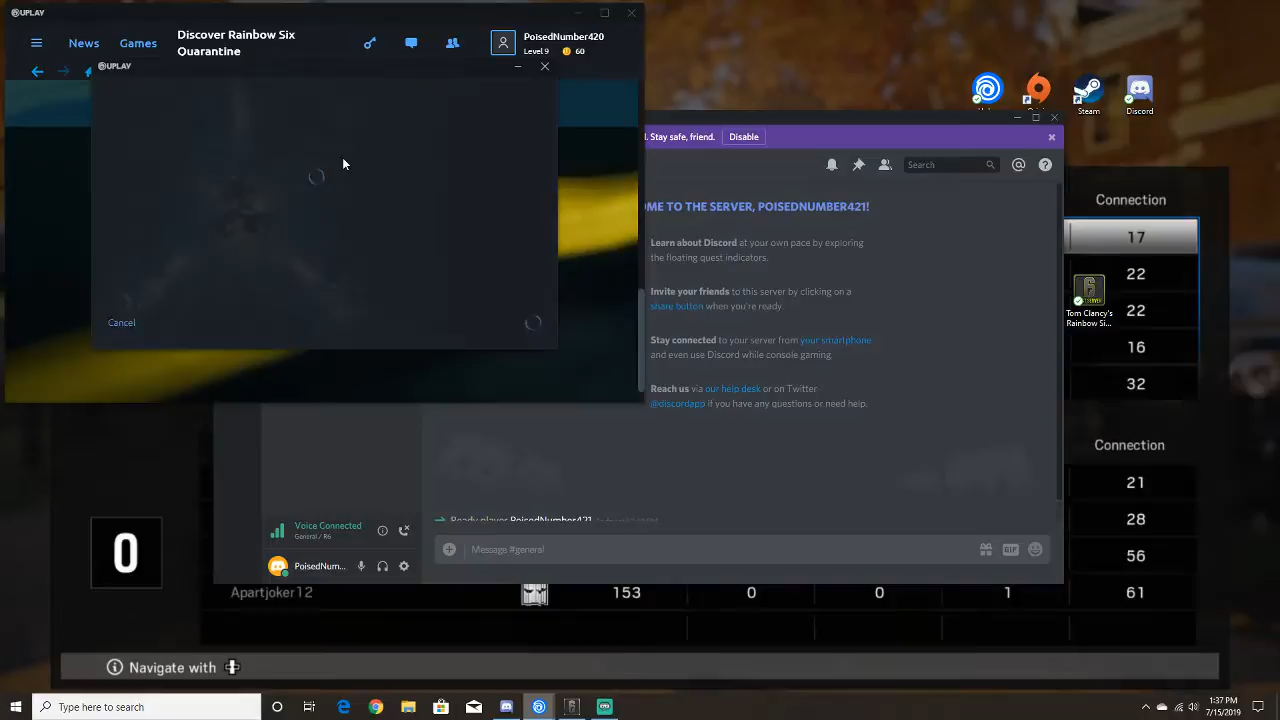 UPLAY
News
Games
Discover Rainbow Six
Quarantine
PoisedNumber420
Level 9
60
UPLAY
Cancel
Steam
Discord
l. Stay safe, friend.
Disable
Search
OME TO THE SERVER, POISEDNUMBER421!
Learn about Discord at your own pace by exploring
the floating quest indicators.
Invite your friends to this server by clicking on a
share button when you're ready.
Stay connected to your server from your smartphone
and even use Discord while console gaming.
Reach us via our help desk or on Twitter
@discordapp if you have any questions or need help.
Ready player PoisedNumber421
Voice Connected
General / R6
PoisedNum...
Message #general
GIF
Connection
17
22
22
16
32
Tom Clancy's
Rainbow Si...
Connection
21
28
56
61
0
Apartjoker12
153
0
0
1
Navigate with
Type here to search
1:37 PM
7/15/2019